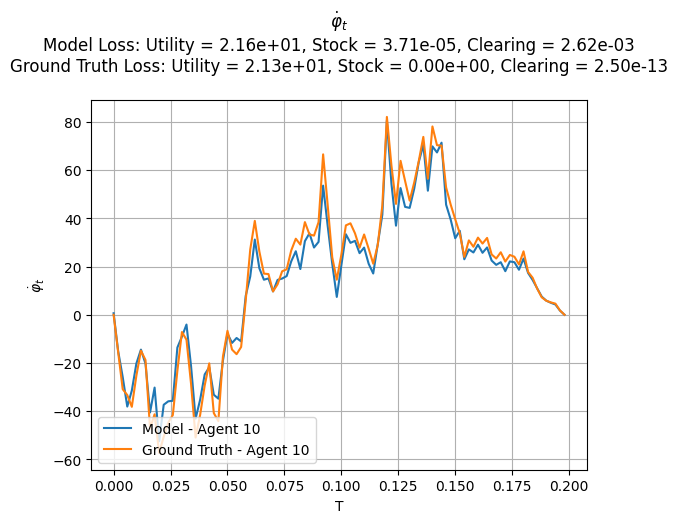 φ̇_t
Model Loss: Utility = 2.16e+01, Stock = 3.71e-05, Clearing = 2.62e-03
Ground Truth Loss: Utility = 2.13e+01, Stock = 0.00e+00, Clearing = 2.50e-13
80
60
40
20
0
−20
−40
−60
φ̇_t
Model - Agent 10
Ground Truth - Agent 10
0.000 0.025 0.050 0.075 0.100 0.125 0.150 0.175 0.200
T